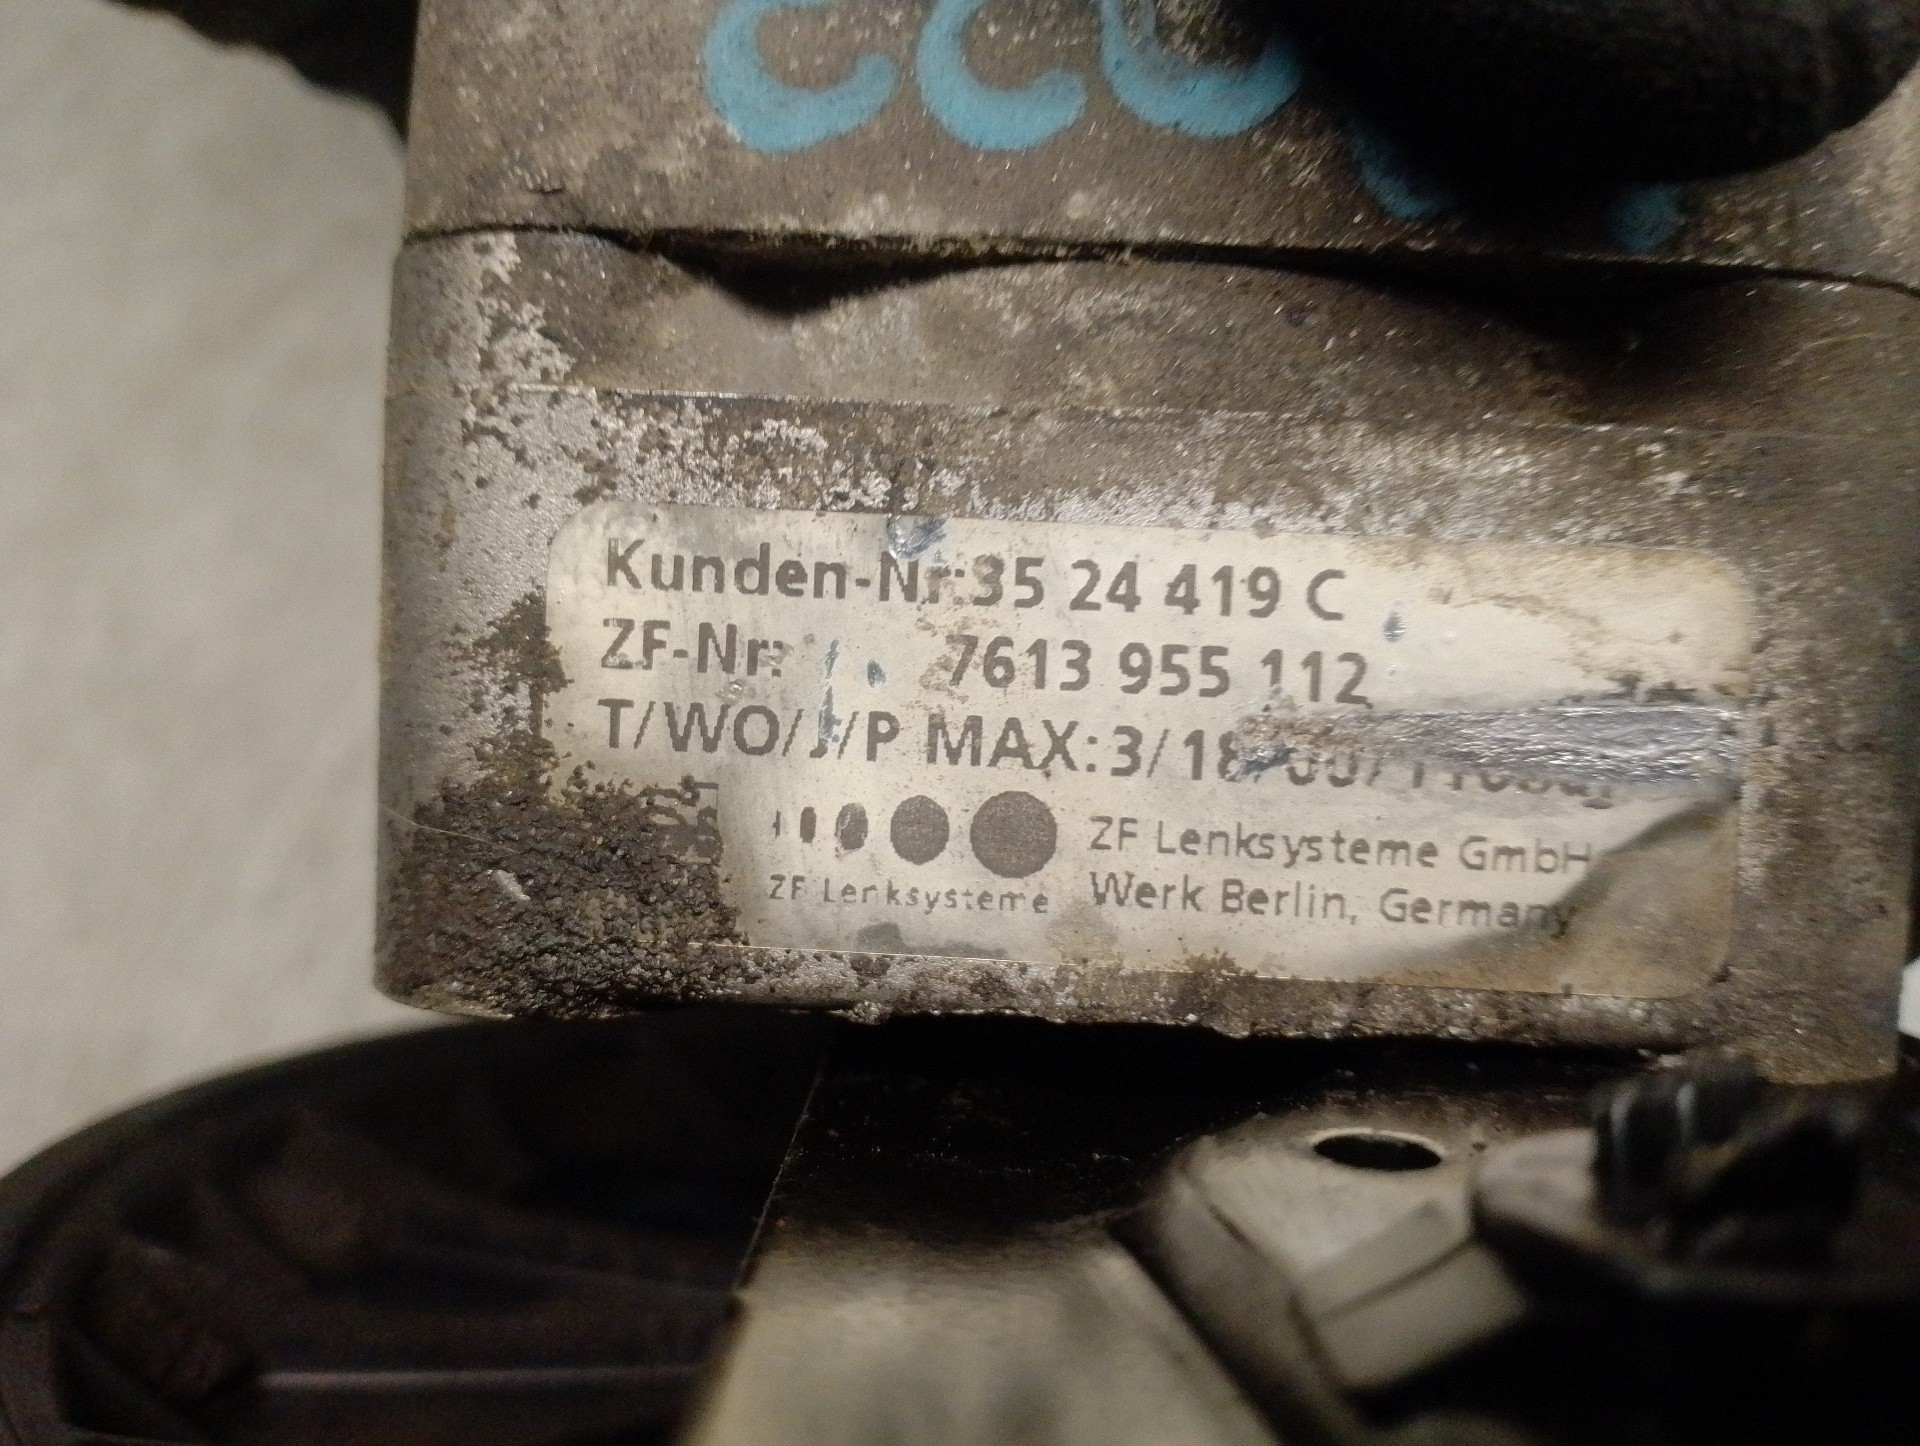 Kunden-Nr:35 24 419 C
ZF-Nr: 7613 955 112
T/WO/J/P MAX:3/18/
ZF Lenksysteme GmbH
Werk Berlin, Germany
ZF Lenksysteme